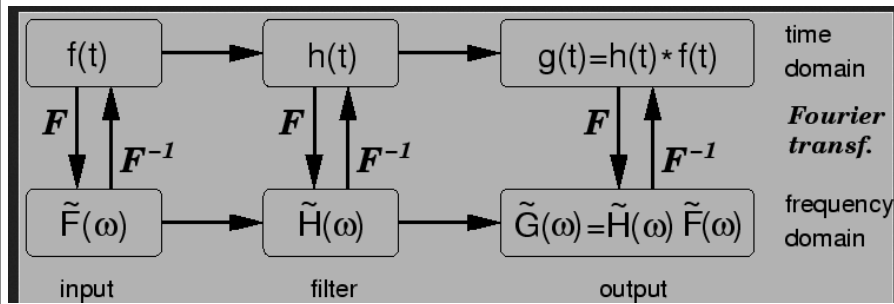 f(t) h(t) g(t)=h(t)*f(t) time
domain
F F⁻¹ F F⁻¹ F F⁻¹ Fourier
transf.
F̃(ω) H̃(ω) G̃(ω)=H̃(ω) F̃(ω) frequency
domain
input filter output